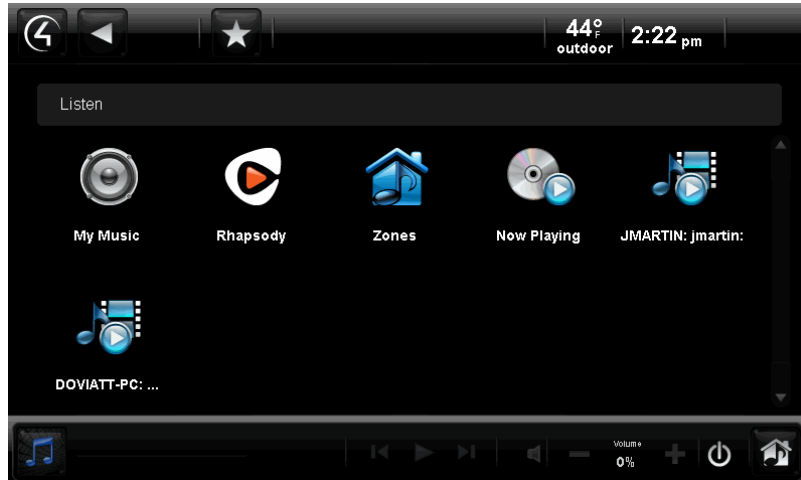 44°F
outdoor
2:22 pm
Listen
My Music
Rhapsody
Zones
Now Playing
JMARTIN: jmartin:
DOVIATT-PC: ...
Volume
0%